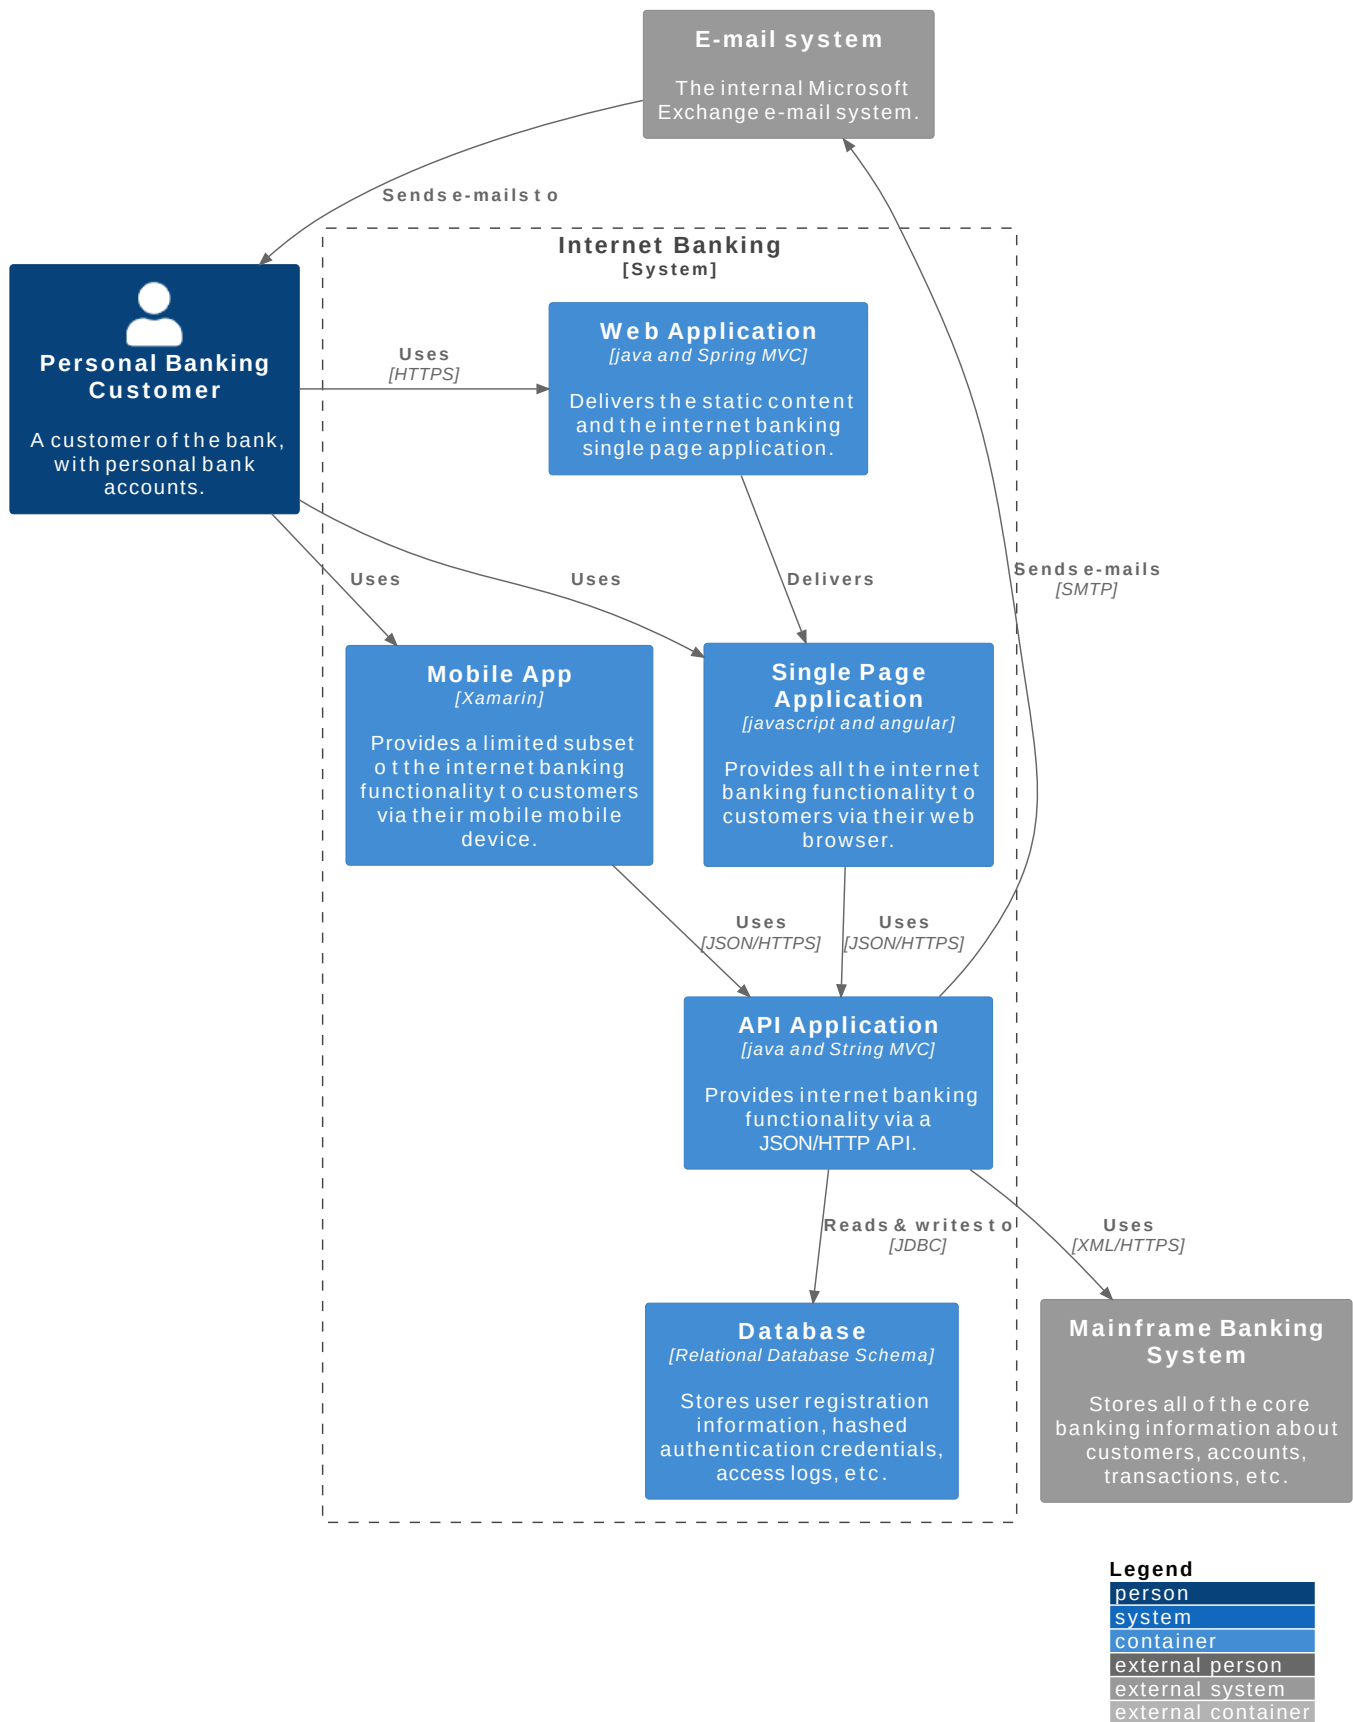 E-mail system
The internal Microsoft
Exchange e-mail system.
Sends e-mails to
Internet Banking
[System]
Personal Banking
Customer
A customer of the bank,
with personal bank
accounts.
Uses
[HTTPS]
Web Application
[java and Spring MVC]
Delivers the static content
and the internet banking
single page application.
Uses
Uses
Delivers
Sends e-mails
[SMTP]
Mobile App
[Xamarin]
Provides a limited subset
ot the internet banking
functionality to customers
via their mobile mobile
device.
Single Page
Application
[javascript and angular]
Provides all the internet
banking functionality to
customers via their web
browser.
Uses
[JSON/HTTPS]
Uses
[JSON/HTTPS]
API Application
[java and String MVC]
Provides internet banking
functionality via a
JSON/HTTP API.
Reads & writes to
[JDBC]
Uses
[XML/HTTPS]
Database
[Relational Database Schema]
Stores user registration
information, hashed
authentication credentials,
access logs, etc.
Mainframe Banking
System
Stores all of the core
banking information about
customers, accounts,
transactions, etc.
Legend
person
system
container
external person
external system
external container